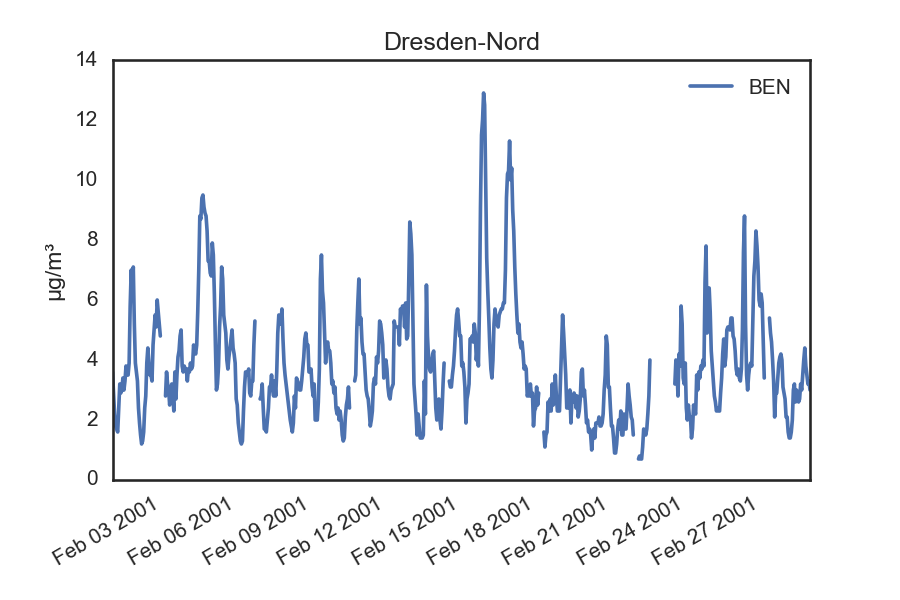 Dresden-Nord
BEN
µg/m³
14
12
10
8
6
4
2
0
Feb 03 2001
Feb 06 2001
Feb 09 2001
Feb 12 2001
Feb 15 2001
Feb 18 2001
Feb 21 2001
Feb 24 2001
Feb 27 2001